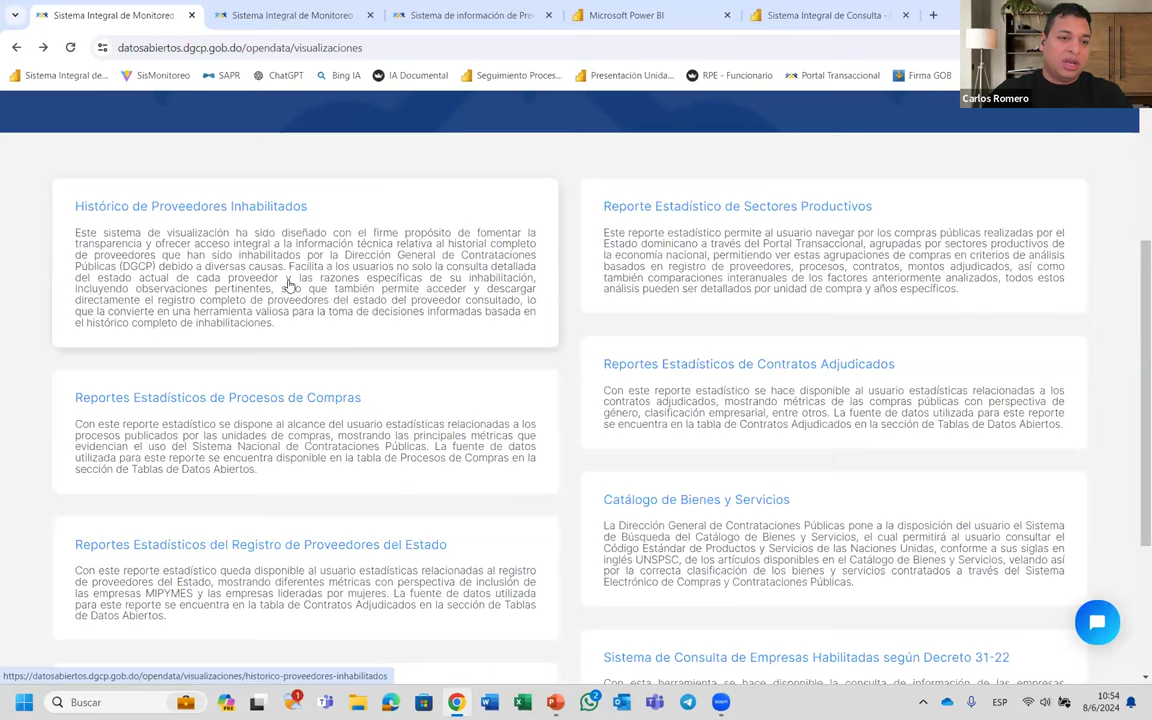 Sistema Integral de Monitoreo
Sistema Integral de Monitoreo
Sistema de información de Pre
Microsoft Power BI
Sistema Integral de Consulta -
datosabiertos.dgcp.gob.do/opendata/visualizaciones
Sistema Integral de...
SisMonitoreo
SAPR
ChatGPT
Bing IA
IA Documental
Seguimiento Proces...
Presentación Unida...
RPE - Funcionario
Portal Transaccional
Firma GOB
Carlos Romero
Histórico de Proveedores Inhabilitados
Este sistema de visualización ha sido diseñado con el firme propósito de fomentar la
transparencia y ofrecer acceso integral a la información técnica relativa al historial completo
de proveedores que han sido inhabilitados por la Dirección General de Contrataciones
Públicas (DGCP) debido a diversas causas. Facilita a los usuarios no solo la consulta detallada
del estado actual de cada proveedor y las razones específicas de su inhabilitación,
incluyendo observaciones pertinentes, sino que también permite acceder y descargar
directamente el registro completo de proveedores del estado del proveedor consultado, lo
que la convierte en una herramienta valiosa para la toma de decisiones informadas basada en
el histórico completo de inhabilitaciones.
Reportes Estadísticos de Procesos de Compras
Con este reporte estadístico se dispone al alcance del usuario estadísticas relacionadas a los
procesos publicados por las unidades de compras, mostrando las principales métricas que
evidencian el uso del Sistema Nacional de Contrataciones Públicas. La fuente de datos
utilizada para este reporte se encuentra disponible en la tabla de Procesos de Compras en la
sección de Tablas de Datos Abiertos.
Reportes Estadísticos del Registro de Proveedores del Estado
Con este reporte estadístico queda disponible al usuario estadísticas relacionadas al registro
de proveedores del Estado, mostrando diferentes métricas con perspectiva de inclusión de
las empresas MIPYMES y las empresas lideradas por mujeres. La fuente de datos utilizada
para este reporte se encuentra en la tabla de Contratos Adjudicados en la sección de Tablas
de Datos Abiertos.
Reporte Estadístico de Sectores Productivos
Este reporte estadístico permite al usuario navegar por los compras públicas realizadas por el
Estado dominicano a través del Portal Transaccional, agrupadas por sectores productivos de
la economía nacional, permitiendo ver estas agrupaciones de compras en criterios de análisis
basados en registro de proveedores, procesos, contratos, montos adjudicados, así como
también comparaciones interanuales de los factores anteriormente analizados, todos estos
análisis pueden ser detallados por unidad de compra y años específicos.
Reportes Estadísticos de Contratos Adjudicados
Con este reporte estadístico se hace disponible al usuario estadísticas relacionadas a los
contratos adjudicados, mostrando métricas de las compras públicas con perspectiva de
género, clasificación empresarial, entre otros. La fuente de datos utilizada para este reporte
se encuentra en la tabla de Contratos Adjudicados en la sección de Tablas de Datos Abiertos.
Catálogo de Bienes y Servicios
La Dirección General de Contrataciones Públicas pone a la disposición del usuario el Sistema
de Búsqueda del Catálogo de Bienes y Servicios, el cual permitirá al usuario consultar el
Código Estándar de Productos y Servicios de las Naciones Unidas, conforme a sus siglas en
inglés UNSPSC, de los artículos disponibles en el Catálogo de Bienes y Servicios, velando así
por la correcta clasificación de los bienes y servicios contratados a través del Sistema
Electrónico de Compras y Contrataciones Públicas.
Sistema de Consulta de Empresas Habilitadas según Decreto 31-22
Con esta herramienta se hace disponible la consulta de información de las empresas
https://datosabiertos.dgcp.gob.do/opendata/visualizaciones/historico-proveedores-inhabilitados
Buscar
1
2
ESP
10:54
8/6/2024